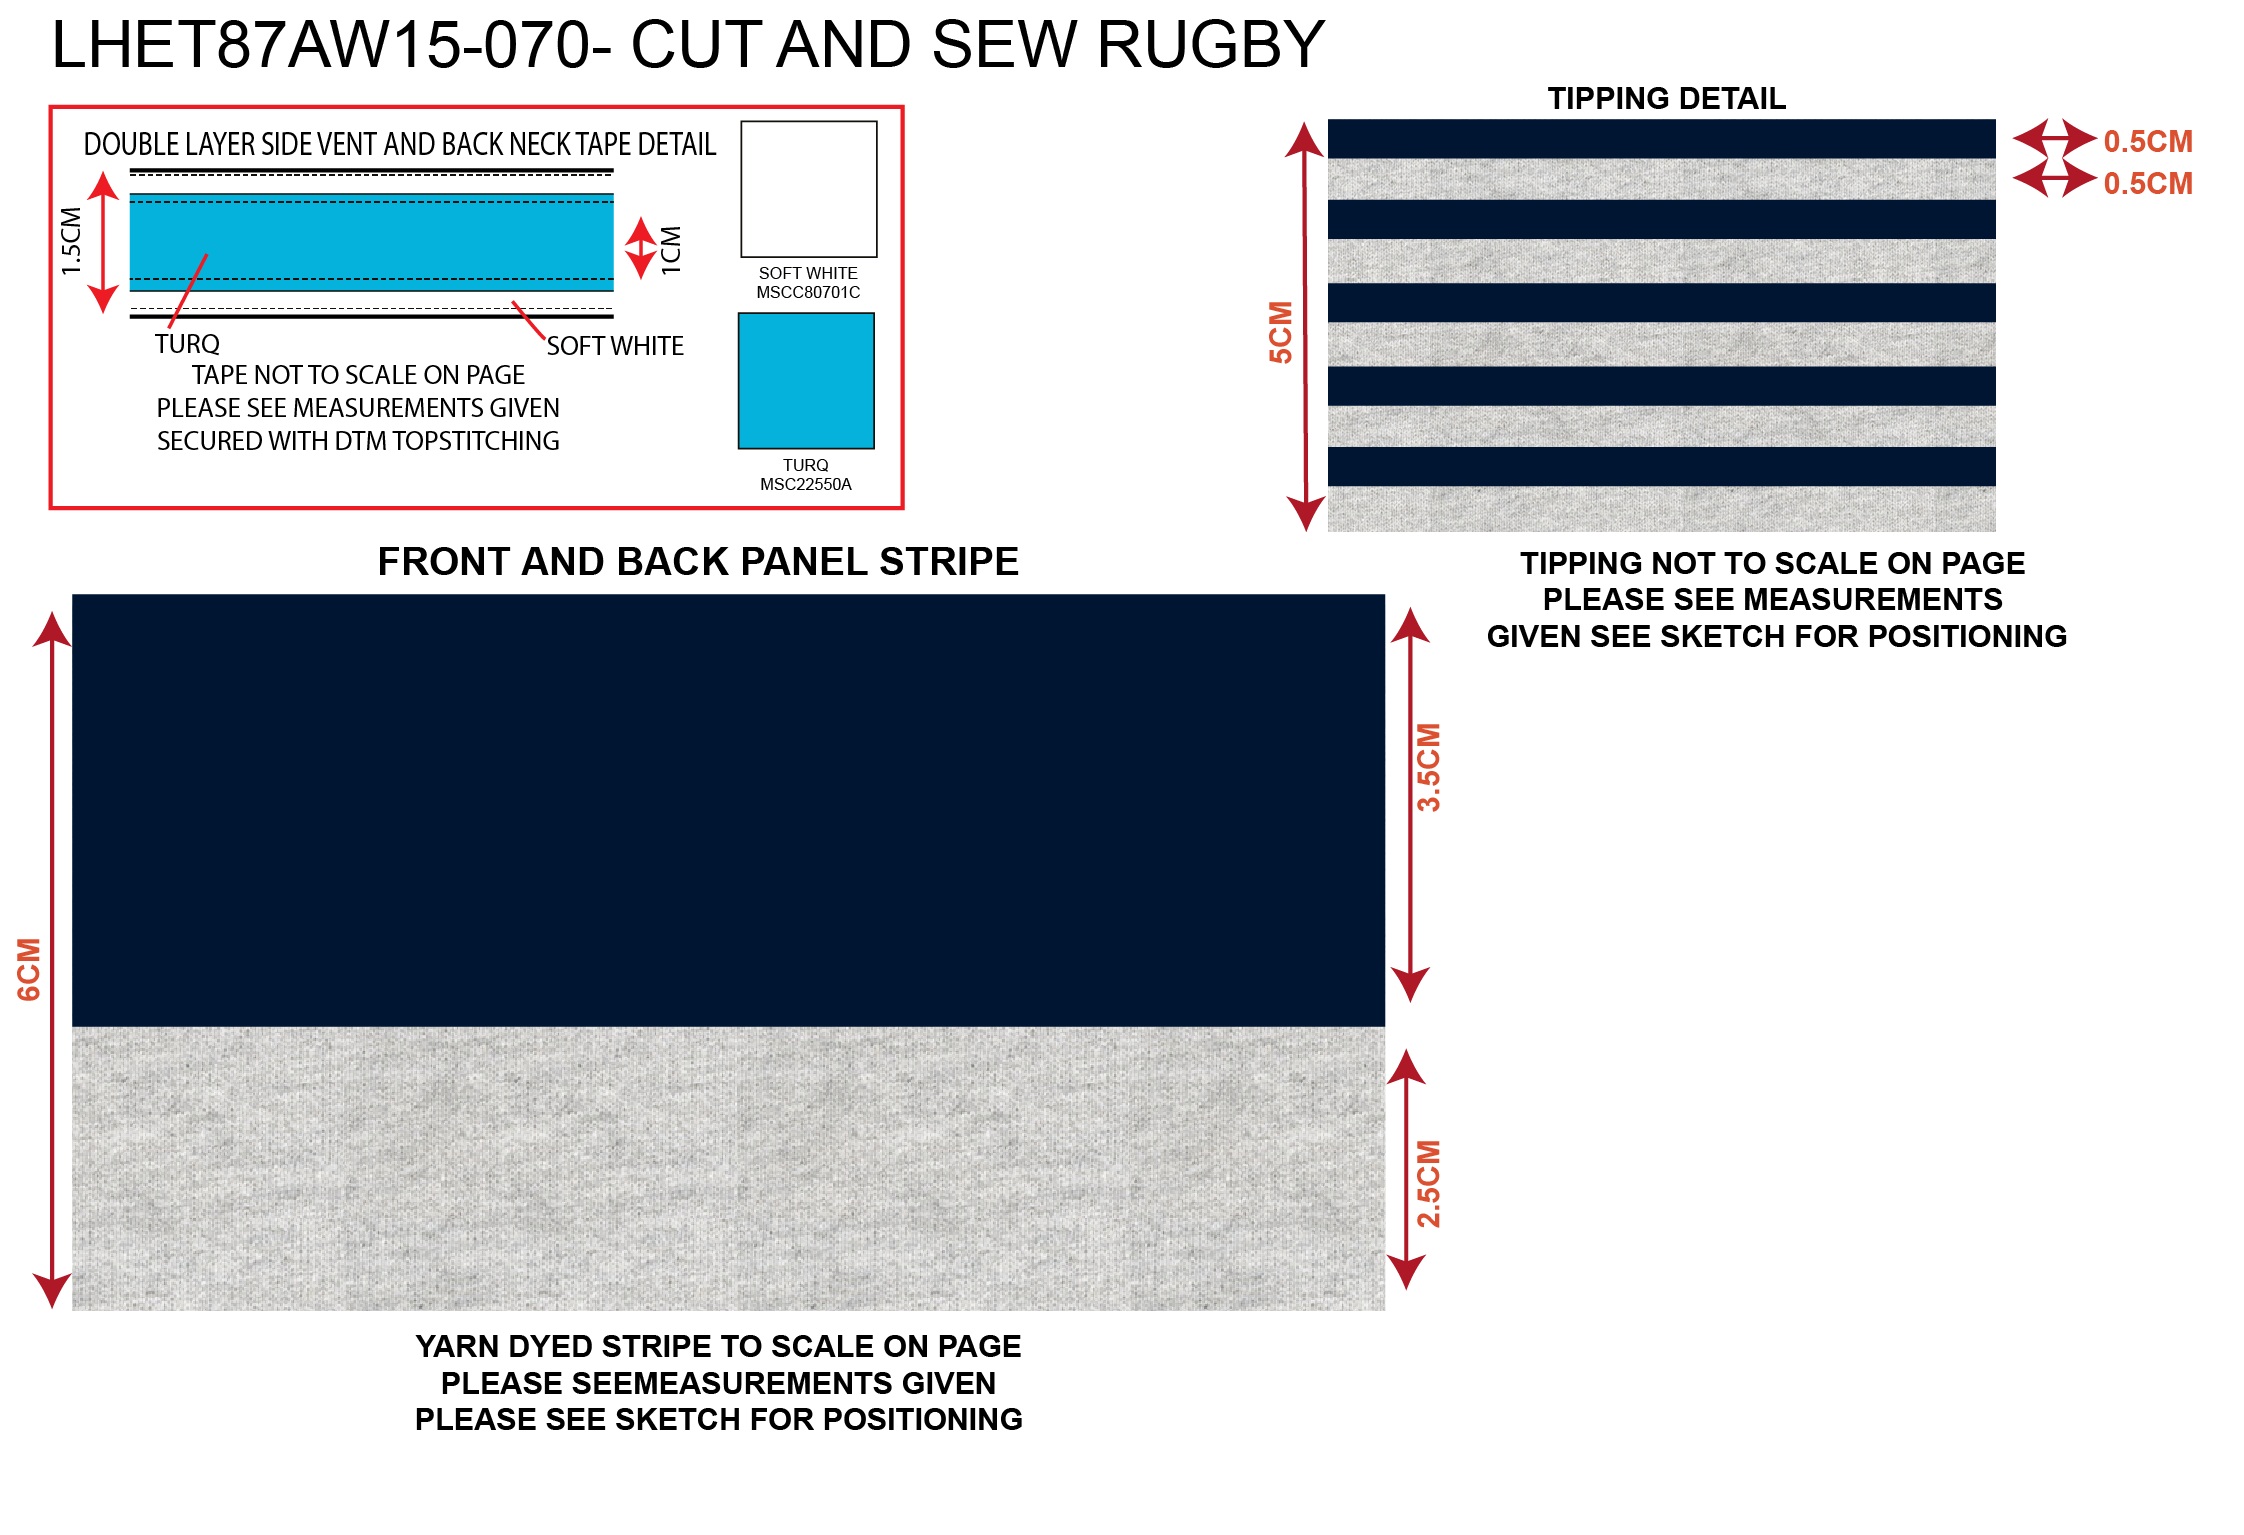 LHET87AW15-070- CUT AND SEW RUGBY
DOUBLE LAYER SIDE VENT AND BACK NECK TAPE DETAIL
1.5CM
1CM
TURQ
SOFT WHITE
TAPE NOT TO SCALE ON PAGE
PLEASE SEE MEASUREMENTS GIVEN
SECURED WITH DTM TOPSTITCHING
SOFT WHITE
MSCC80701C
TURQ
MSC22550A
TIPPING DETAIL
0.5CM
0.5CM
5CM
TIPPING NOT TO SCALE ON PAGE
PLEASE SEE MEASUREMENTS
GIVEN SEE SKETCH FOR POSITIONING
FRONT AND BACK PANEL STRIPE
6CM
3.5CM
2.5CM
YARN DYED STRIPE TO SCALE ON PAGE
PLEASE SEEMEASUREMENTS GIVEN
PLEASE SEE SKETCH FOR POSITIONING